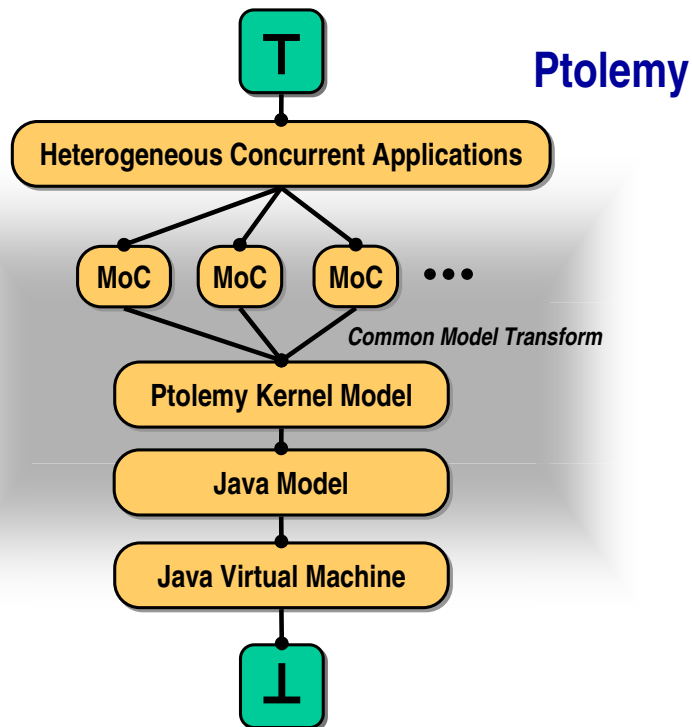 Ptolemy
⊤
Heterogeneous Concurrent Applications
MoC MoC MoC •••
Common Model Transform
Ptolemy Kernel Model
Java Model
Java Virtual Machine
⊥